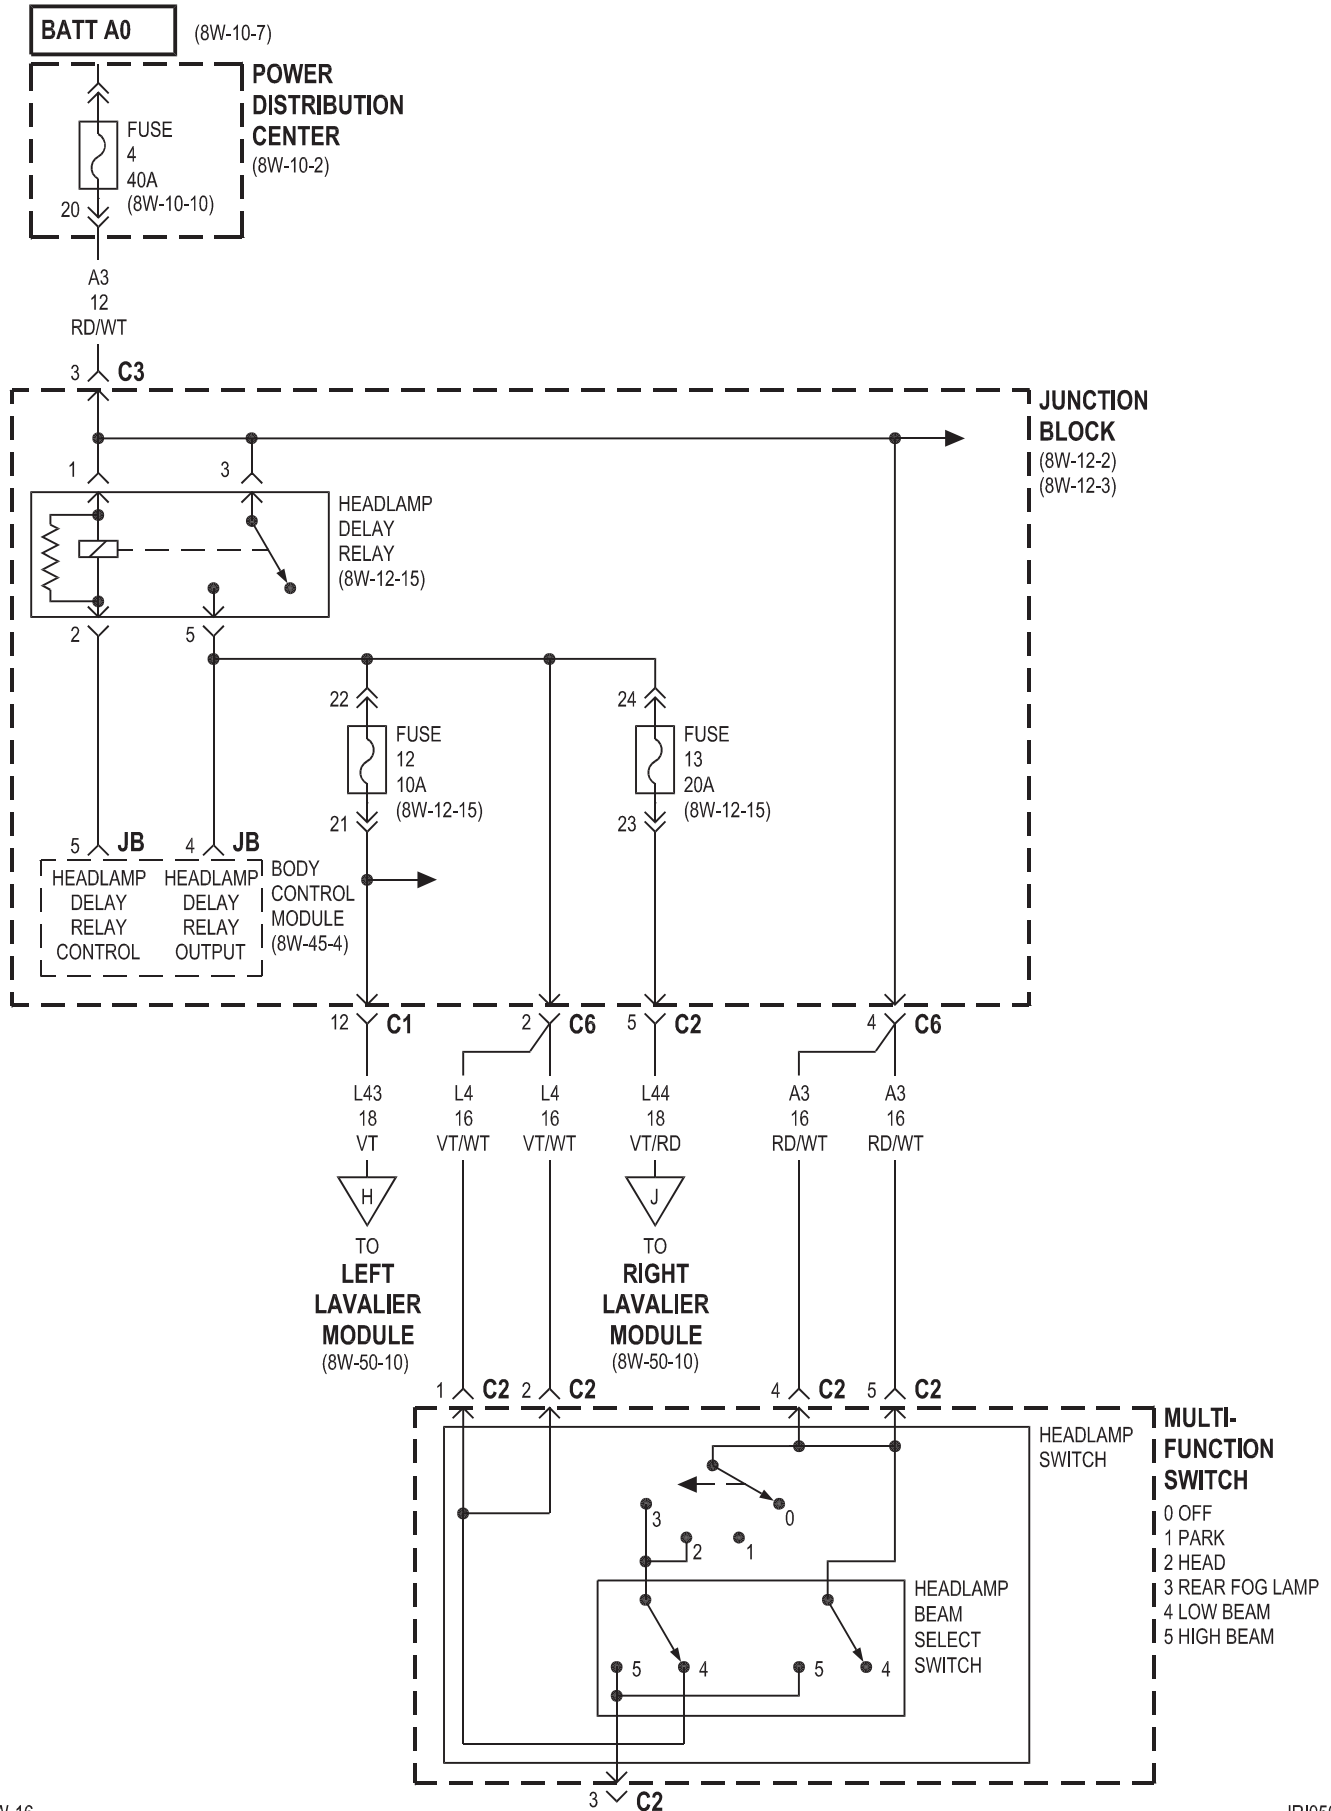 BATT A0
(8W-10-7)
POWER
DISTRIBUTION
CENTER
(8W-10-2)
FUSE
4
40A
(8W-10-10)
20
A3
12
RD/WT
3 C3
JUNCTION
BLOCK
(8W-12-2)
(8W-12-3)
1 3
HEADLAMP
DELAY
RELAY
(8W-12-15)
2 5
22
FUSE
12
10A
(8W-12-15)
21
24
FUSE
13
20A
(8W-12-15)
23
5 JB 4 JB
HEADLAMP
DELAY
RELAY
CONTROL
HEADLAMP
DELAY
RELAY
OUTPUT
BODY
CONTROL
MODULE
(8W-45-4)
12 C1 2 C6 5 C2 4 C6
L43 L4 L4 L44 A3 A3
18 16 16 18 16 16
VT VT/WT VT/WT VT/RD RD/WT RD/WT
H
TO
LEFT
LAVALIER
MODULE
(8W-50-10)
J
TO
RIGHT
LAVALIER
MODULE
(8W-50-10)
1 C2 2 C2 4 C2 5 C2
HEADLAMP
SWITCH
MULTI-
FUNCTION
SWITCH
0 OFF
1 PARK
2 HEAD
3 REAR FOG LAMP
4 LOW BEAM
5 HIGH BEAM
3 0
2 1
HEADLAMP
BEAM
SELECT
SWITCH
5 4 5 4
3 C2